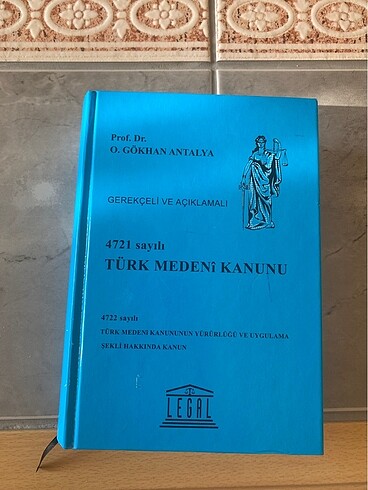 Prof. Dr.
O. GÖKHAN ANTALYA
GEREKÇELİ VE AÇIKLAMALI
4721 sayılı
TÜRK MEDENÎ KANUNU
4722 sayılı
TÜRK MEDENİ KANUNUNUN YÜRÜRLÜĞÜ VE UYGULAMA
ŞEKLİ HAKKINDA KANUN
LEGAL